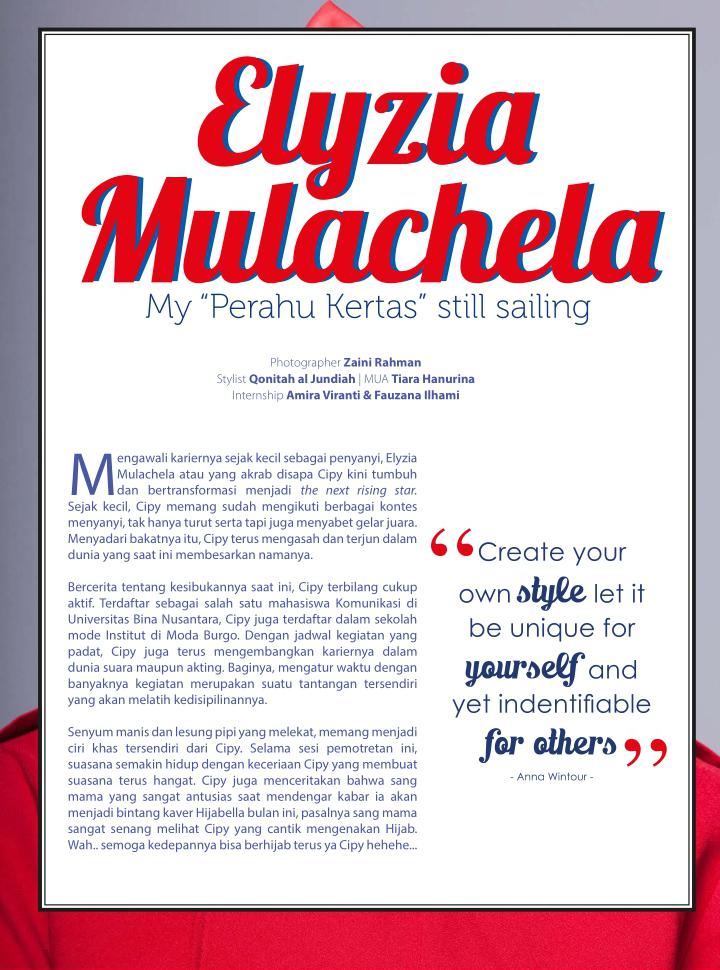 Elyzia
Mulachela
My “Perahu Kertas” still sailing
Photographer Zaini Rahman
Stylist Qonitah al Jundiah | MUA Tiara Hanurina
Internship Amira Viranti & Fauzana Ilhami
Mengawali kariernya sejak kecil sebagai penyanyi, Elyzia
Mulachela atau yang akrab disapa Cipy kini tumbuh
dan bertransformasi menjadi the next rising star.
Sejak kecil, Cipy memang sudah mengikuti berbagai kontes
menyanyi, tak hanya turut serta tapi juga menyabet gelar juara.
Menyadari bakatnya itu, Cipy terus mengasah dan terjun dalam
dunia yang saat ini membesarkan namanya.
Bercerita tentang kesibukannya saat ini, Cipy terbilang cukup
aktif. Terdaftar sebagai salah satu mahasiswa Komunikasi di
Universitas Bina Nusantara, Cipy juga terdaftar dalam sekolah
mode Institut di Moda Burgo. Dengan jadwal kegiatan yang
padat, Cipy juga terus mengembangkan kariernya dalam
dunia suara maupun akting. Baginya, mengatur waktu dengan
banyaknya kegiatan merupakan suatu tantangan tersendiri
yang akan melatih kedisipilinannya.
Senyum manis dan lesung pipi yang melekat, memang menjadi
ciri khas tersendiri dari Cipy. Selama sesi pemotretan ini,
suasana semakin hidup dengan keceriaan Cipy yang membuat
suasana terus hangat. Cipy juga menceritakan bahwa sang
mama yang sangat antusias saat mendengar kabar ia akan
menjadi bintang kaver Hijabella bulan ini, pasalnya sang mama
sangat senang melihat Cipy yang cantik mengenakan Hijab.
Wah.. semoga kedepannya bisa berhijab terus ya Cipy hehehe...
“Create your
own style let it
be unique for
yourself and
yet indentifiable
for others”
- Anna Wintour -